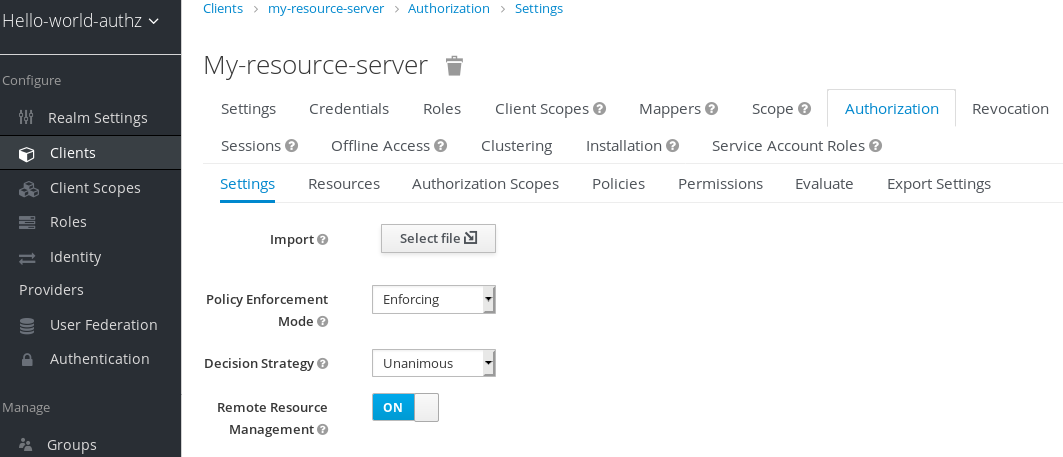 Hello-world-authz
Configure
Realm Settings
Clients
Client Scopes
Roles
Identity
Providers
User Federation
Authentication
Manage
Groups
Clients > my-resource-server > Authorization > Settings
My-resource-server
Settings Credentials Roles Client Scopes ? Mappers ? Scope ? Authorization Revocation
Sessions ? Offline Access ? Clustering Installation ? Service Account Roles ?
Settings Resources Authorization Scopes Policies Permissions Evaluate Export Settings
Import ? Select file
Policy Enforcement
Mode ? Enforcing
Decision Strategy ? Unanimous
Remote Resource
Management ? ON